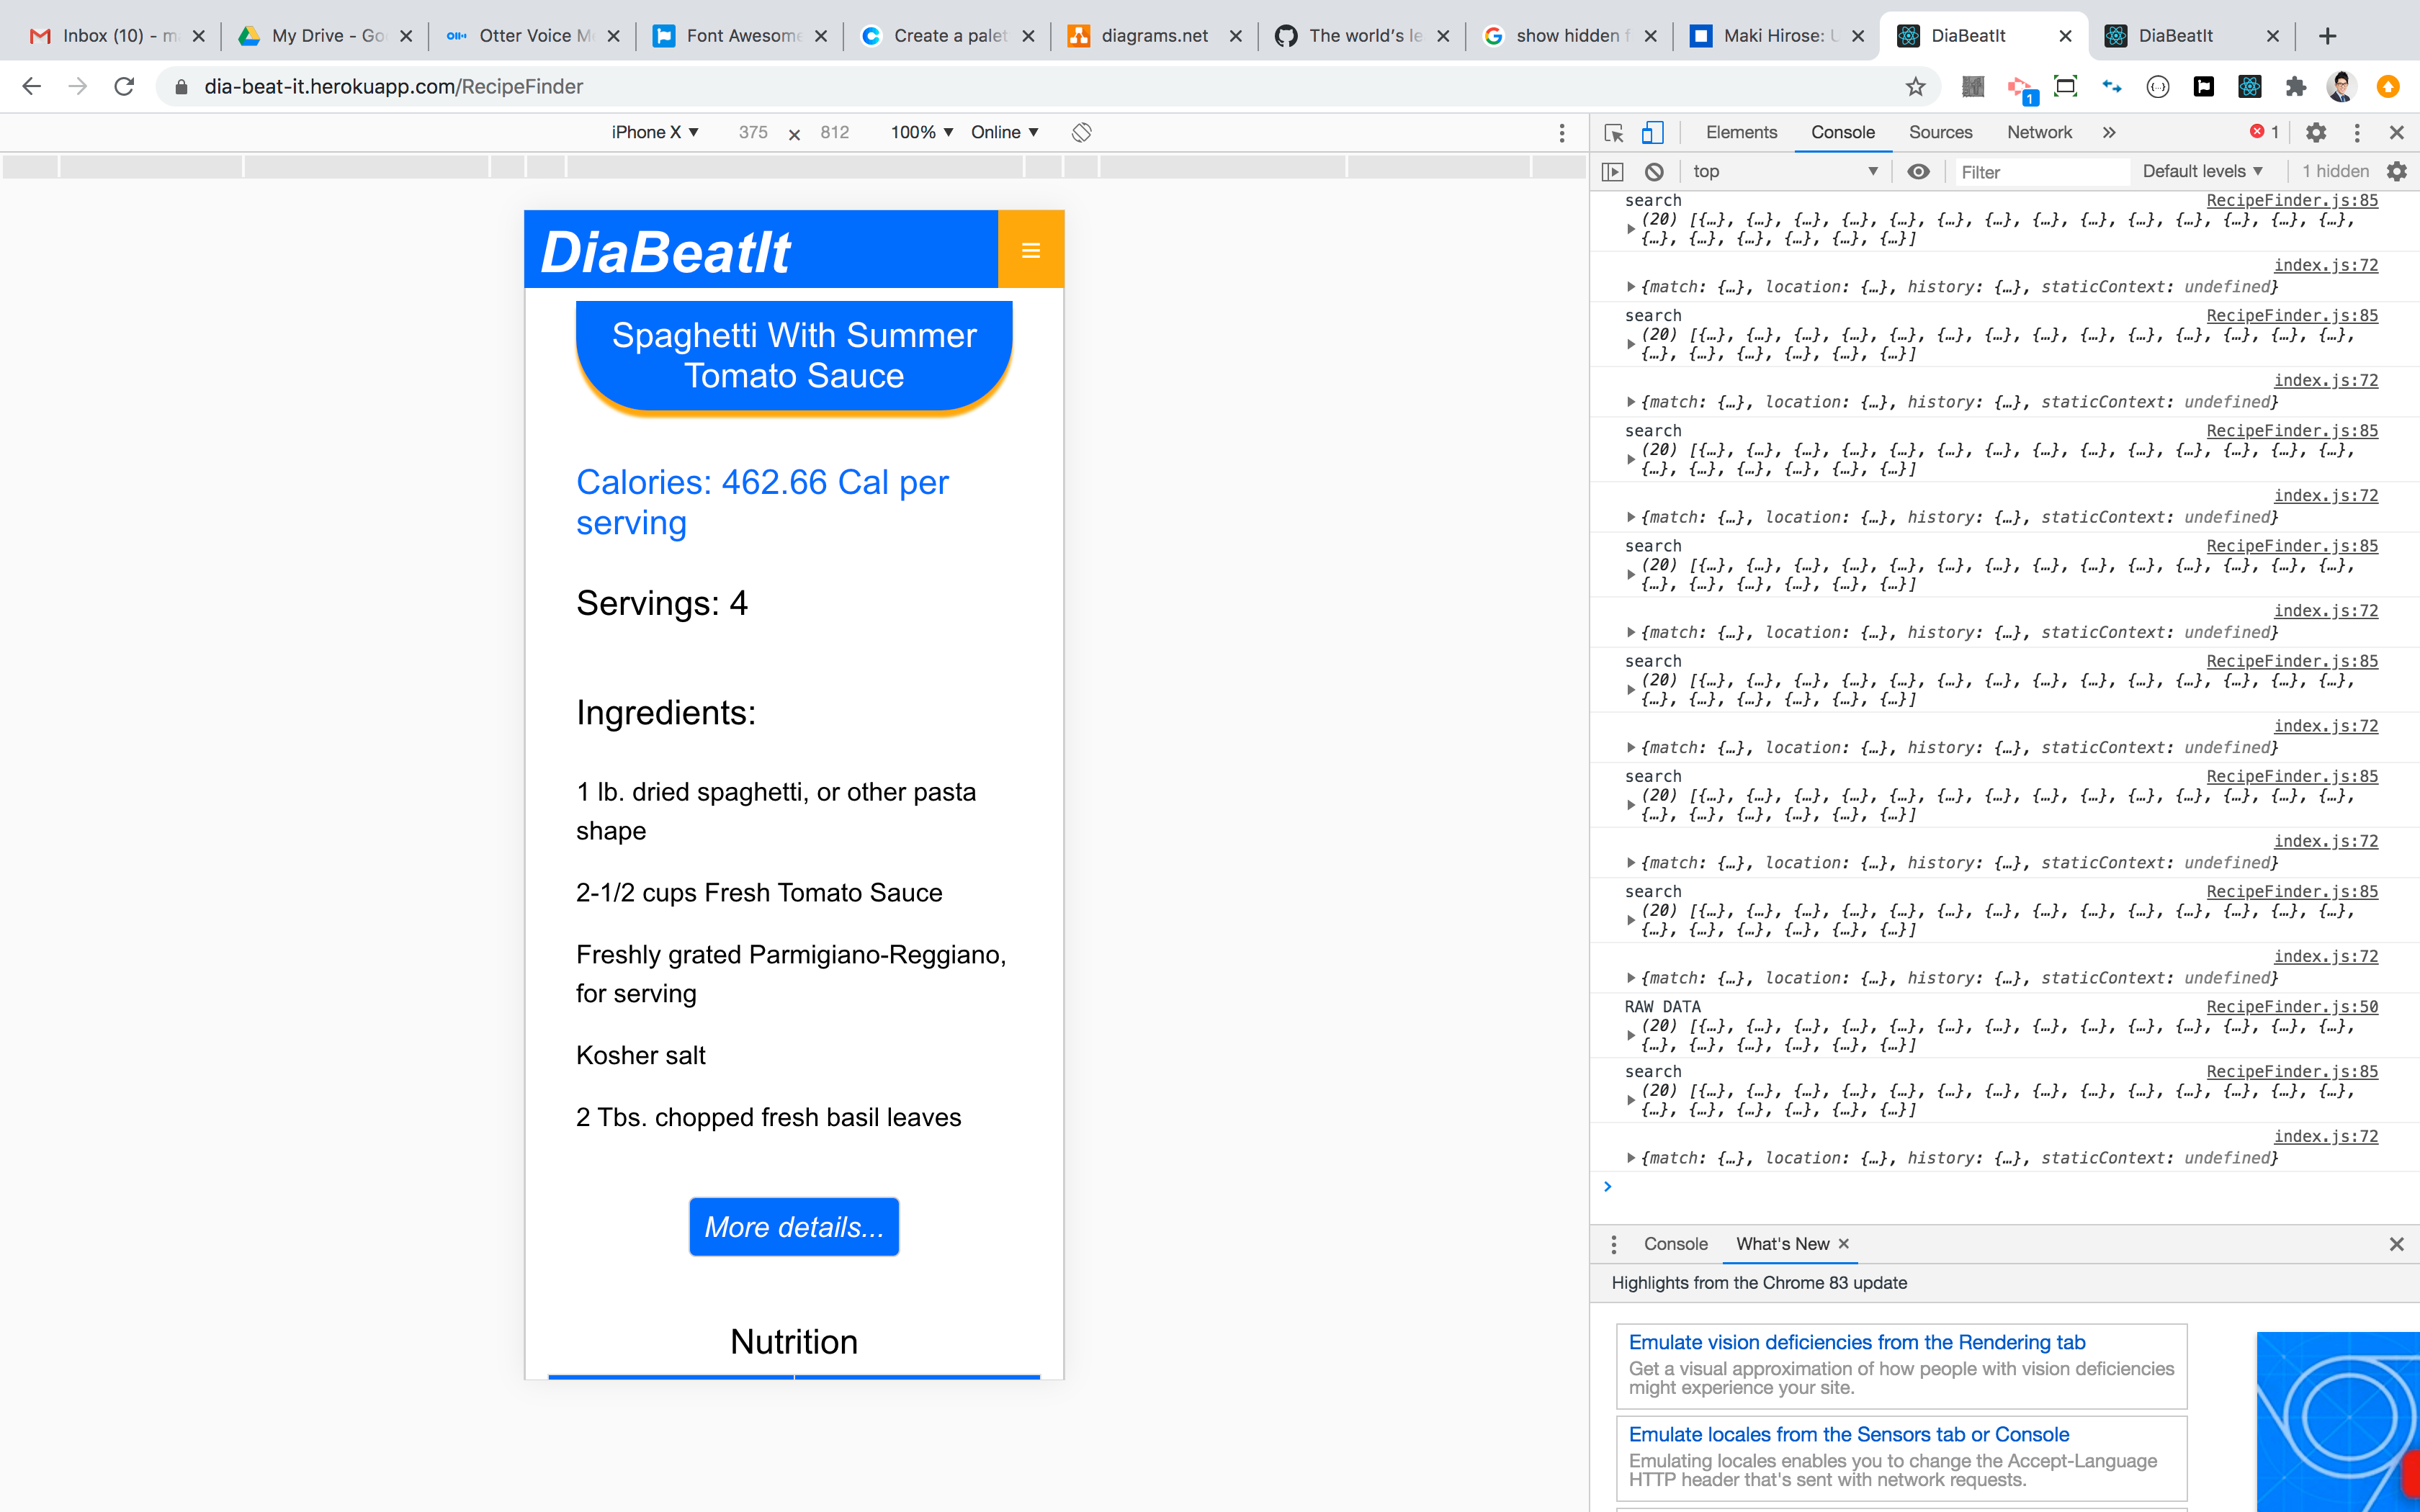 Inbox (10) - m
My Drive - Go
Otter Voice M
Font Awesome
Create a palet
diagrams.net
The world's le
show hidden f
Maki Hirose: U
DiaBeatIt
DiaBeatIt
dia-beat-it.herokuapp.com/RecipeFinder
iPhone X ▼ 375 × 812 100% ▼ Online ▼
DiaBeatIt
Spaghetti With Summer
Tomato Sauce
Calories: 462.66 Cal per
serving
Servings: 4
Ingredients:
1 lb. dried spaghetti, or other pasta
shape
2-1/2 cups Fresh Tomato Sauce
Freshly grated Parmigiano-Reggiano,
for serving
Kosher salt
2 Tbs. chopped fresh basil leaves
More details...
Nutrition
Elements Console Sources Network » 1
top ▼ Filter Default levels ▼ 1 hidden
search RecipeFinder.js:85
(20) [{…}, {…}, {…}, {…}, {…}, {…}, {…}, {…}, {…}, {…}, {…}, {…}, {…}, {…},
{…}, {…}, {…}, {…}, {…}, {…}]
index.js:72
{match: {…}, location: {…}, history: {…}, staticContext: undefined}
search RecipeFinder.js:85
(20) [{…}, {…}, {…}, {…}, {…}, {…}, {…}, {…}, {…}, {…}, {…}, {…}, {…}, {…},
{…}, {…}, {…}, {…}, {…}, {…}]
index.js:72
{match: {…}, location: {…}, history: {…}, staticContext: undefined}
search RecipeFinder.js:85
(20) [{…}, {…}, {…}, {…}, {…}, {…}, {…}, {…}, {…}, {…}, {…}, {…}, {…}, {…},
{…}, {…}, {…}, {…}, {…}, {…}]
index.js:72
{match: {…}, location: {…}, history: {…}, staticContext: undefined}
search RecipeFinder.js:85
(20) [{…}, {…}, {…}, {…}, {…}, {…}, {…}, {…}, {…}, {…}, {…}, {…}, {…}, {…},
{…}, {…}, {…}, {…}, {…}, {…}]
index.js:72
{match: {…}, location: {…}, history: {…}, staticContext: undefined}
search RecipeFinder.js:85
(20) [{…}, {…}, {…}, {…}, {…}, {…}, {…}, {…}, {…}, {…}, {…}, {…}, {…}, {…},
{…}, {…}, {…}, {…}, {…}, {…}]
index.js:72
{match: {…}, location: {…}, history: {…}, staticContext: undefined}
search RecipeFinder.js:85
(20) [{…}, {…}, {…}, {…}, {…}, {…}, {…}, {…}, {…}, {…}, {…}, {…}, {…}, {…},
{…}, {…}, {…}, {…}, {…}, {…}]
index.js:72
{match: {…}, location: {…}, history: {…}, staticContext: undefined}
search RecipeFinder.js:85
(20) [{…}, {…}, {…}, {…}, {…}, {…}, {…}, {…}, {…}, {…}, {…}, {…}, {…}, {…},
{…}, {…}, {…}, {…}, {…}, {…}]
index.js:72
{match: {…}, location: {…}, history: {…}, staticContext: undefined}
RAW DATA RecipeFinder.js:50
(20) [{…}, {…}, {…}, {…}, {…}, {…}, {…}, {…}, {…}, {…}, {…}, {…}, {…}, {…},
{…}, {…}, {…}, {…}, {…}, {…}]
search RecipeFinder.js:85
(20) [{…}, {…}, {…}, {…}, {…}, {…}, {…}, {…}, {…}, {…}, {…}, {…}, {…}, {…},
{…}, {…}, {…}, {…}, {…}, {…}]
index.js:72
{match: {…}, location: {…}, history: {…}, staticContext: undefined}
Console What's New ×
Highlights from the Chrome 83 update
Emulate vision deficiencies from the Rendering tab
Get a visual approximation of how people with vision deficiencies
might experience your site.
Emulate locales from the Sensors tab or Console
Emulating locales enables you to change the Accept-Language
HTTP header that's sent with network requests.